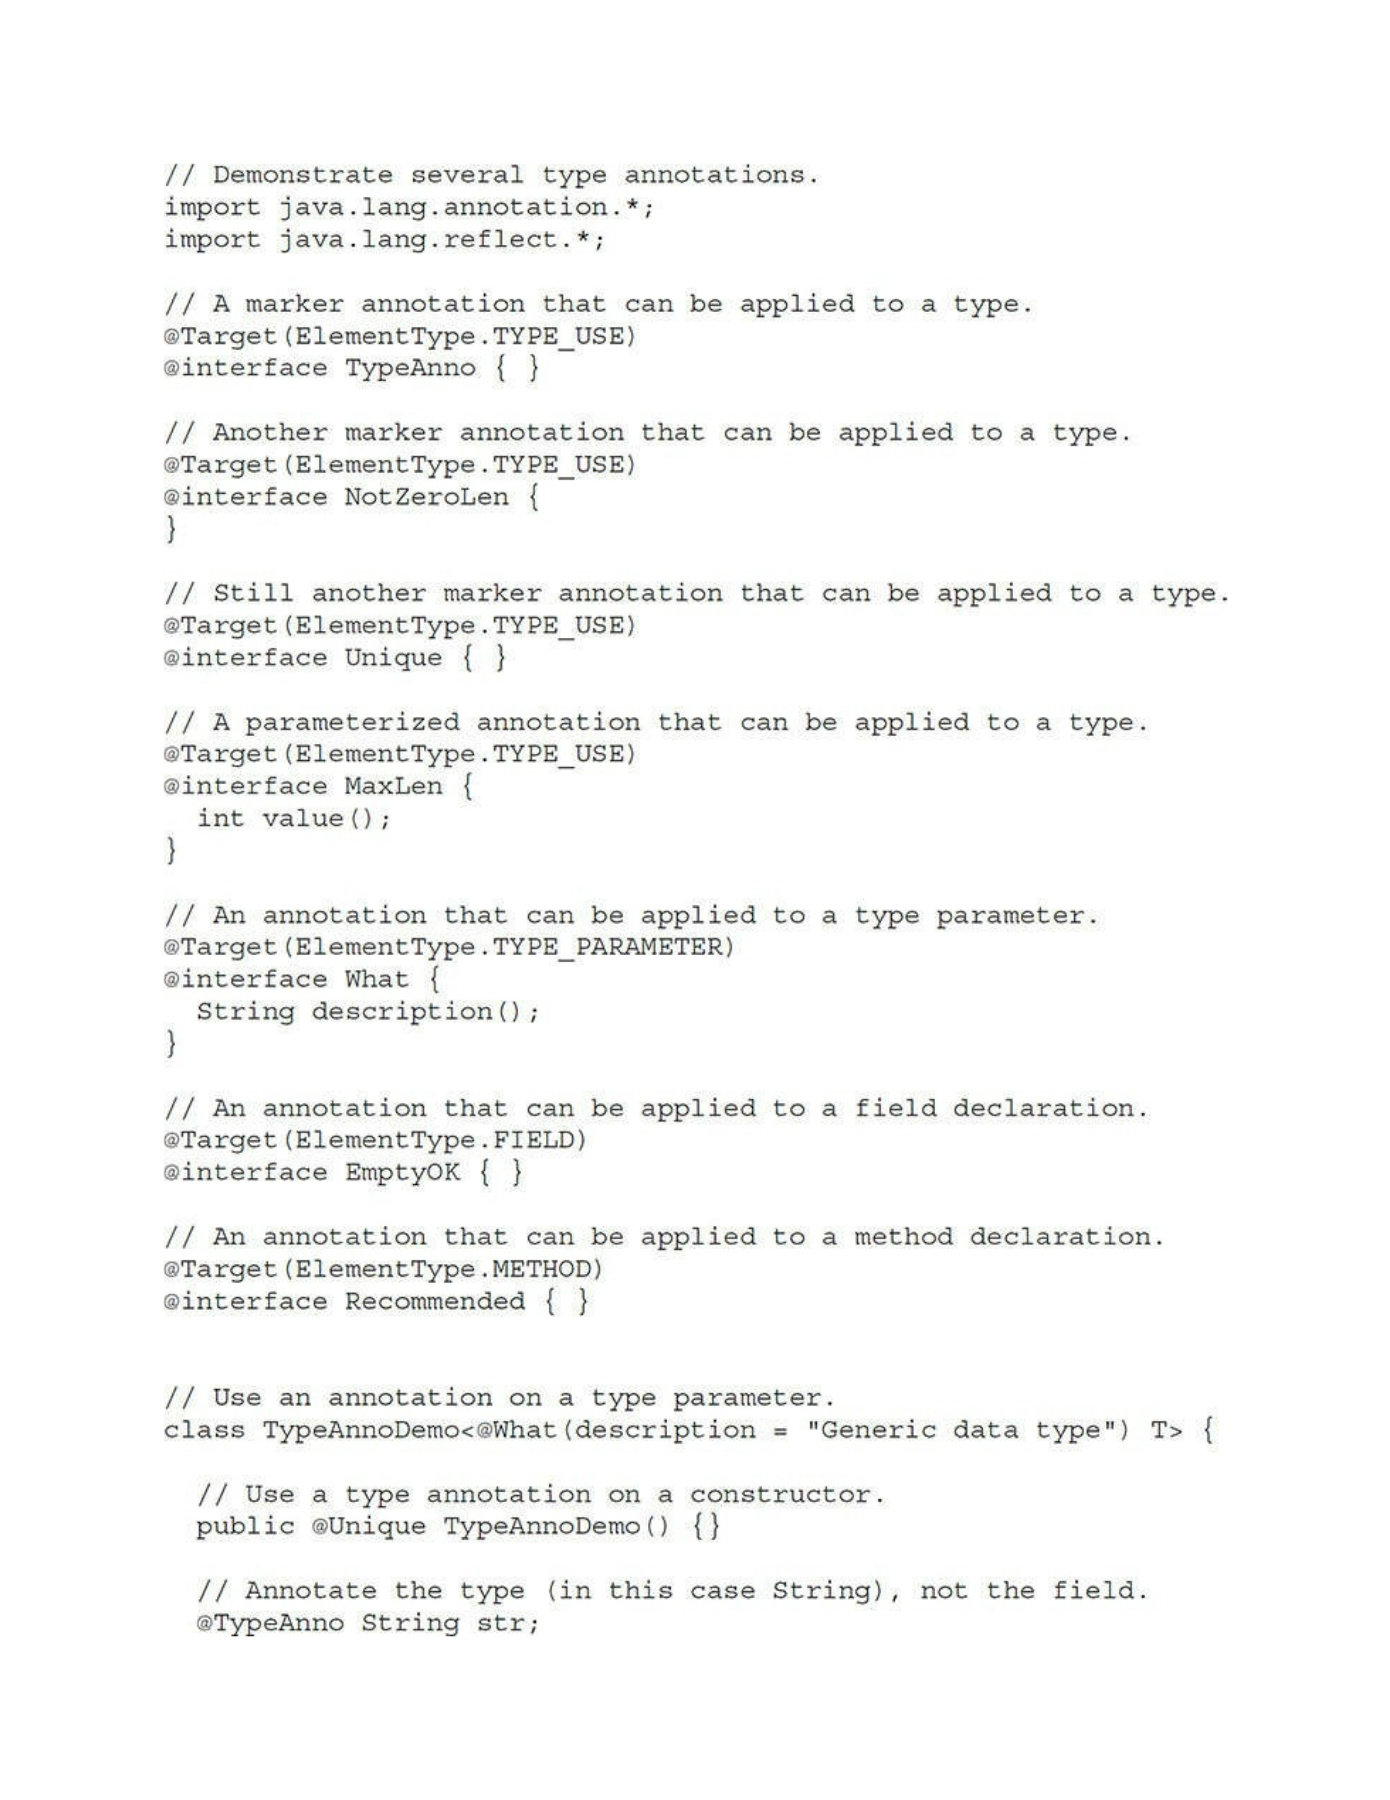 // Demonstrate several type annotations.
import java.lang.annotation.*;
import java.lang.reflect.*;

// A marker annotation that can be applied to a type.
@Target(ElementType.TYPE_USE)
@interface TypeAnno { }

// Another marker annotation that can be applied to a type.
@Target(ElementType.TYPE_USE)
@interface NotZeroLen {
}

// Still another marker annotation that can be applied to a type.
@Target(ElementType.TYPE_USE)
@interface Unique { }

// A parameterized annotation that can be applied to a type.
@Target(ElementType.TYPE_USE)
@interface MaxLen {
  int value();
}

// An annotation that can be applied to a type parameter.
@Target(ElementType.TYPE_PARAMETER)
@interface What {
  String description();
}

// An annotation that can be applied to a field declaration.
@Target(ElementType.FIELD)
@interface EmptyOK { }

// An annotation that can be applied to a method declaration.
@Target(ElementType.METHOD)
@interface Recommended { }

// Use an annotation on a type parameter.
class TypeAnnoDemo<@What(description = "Generic data type") T> {

  // Use a type annotation on a constructor.
  public @Unique TypeAnnoDemo() {}

  // Annotate the type (in this case String), not the field.
  @TypeAnno String str;